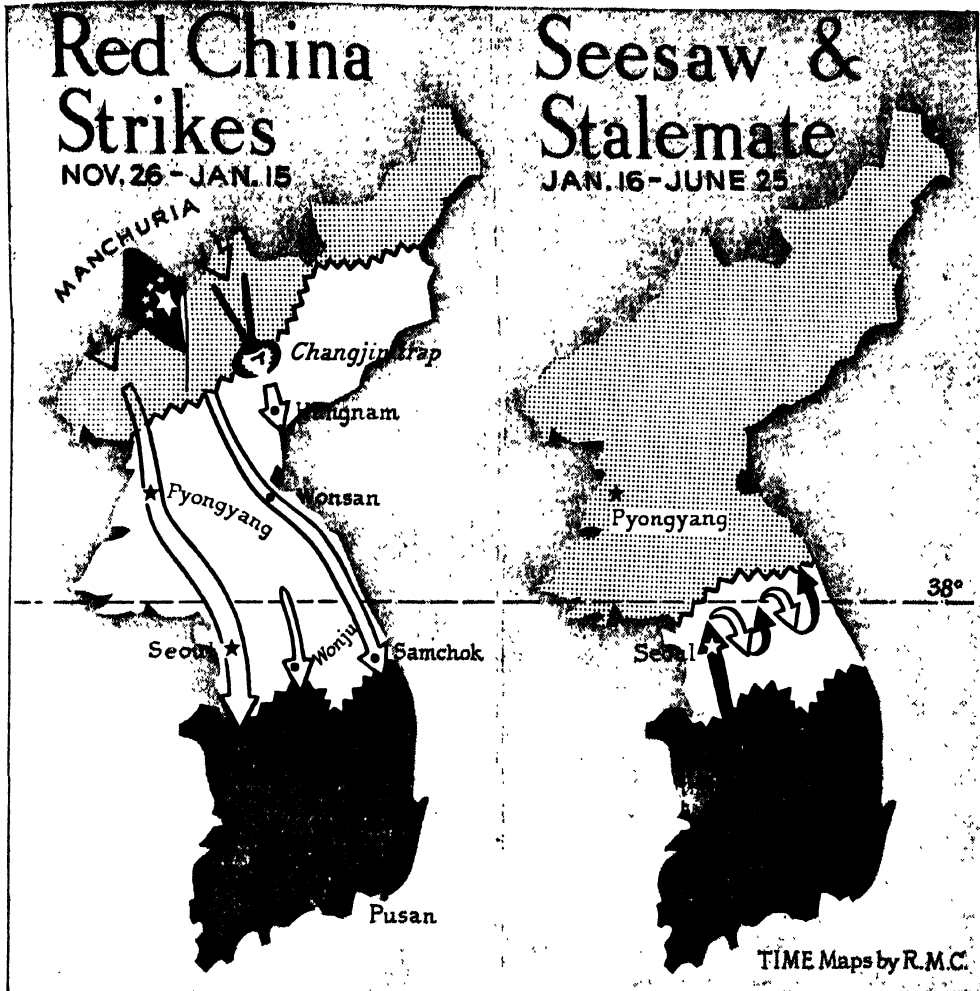 Red China
Strikes
NOV. 26 - JAN. 15
MANCHURIA
Changjin trap
Hungnam
Pyongyang
Wonsan
Seoul
Wonju
Samchok
Pusan
Seesaw &
Stalemate
JAN. 16 - JUNE 25
Pyongyang
38°
Seoul
TIME Maps by R.M.C.